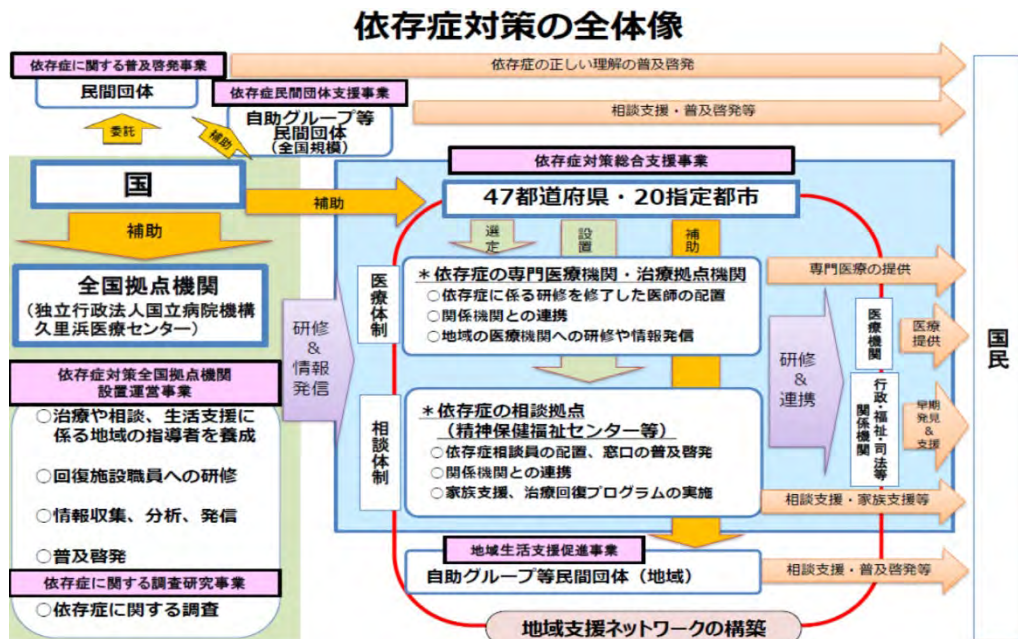 依存症対策の全体像
依存症に関する普及啓発事業
民間団体
依存症の正しい理解の普及啓発
依存症民間団体支援事業
自助グループ等
民間団体
(全国規模)
相談支援・普及啓発等
委託
補助
国
補助
依存症対策総合支援事業
47都道府県・20指定都市
補助
選定
設置
補助
全国拠点機関
(独立行政法人国立病院機構
久里浜医療センター)
研修
&
情報
発信
医療体制
*依存症の専門医療機関・治療拠点機関
○依存症に係る研修を修了した医師の配置
○関係機関との連携
○地域の医療機関への研修や情報発信
専門医療の提供
研修
&
連携
医療機関
医療
提供
国民
依存症対策全国拠点機関
設置運営事業
○治療や相談、生活支援に
係る地域の指導者を養成
○回復施設職員への研修
○情報収集、分析、発信
○普及啓発
相談体制
*依存症の相談拠点
(精神保健福祉センター等)
○依存症相談員の配置、窓口の普及啓発
○関係機関との連携
○家族支援、治療回復プログラムの実施
行政・福祉・司法等
関係機関
早期
発見
&
支援
相談支援・家族支援等
依存症に関する調査研究事業
○依存症に関する調査
地域生活支援促進事業
自助グループ等民間団体(地域)
相談支援・普及啓発等
地域支援ネットワークの構築